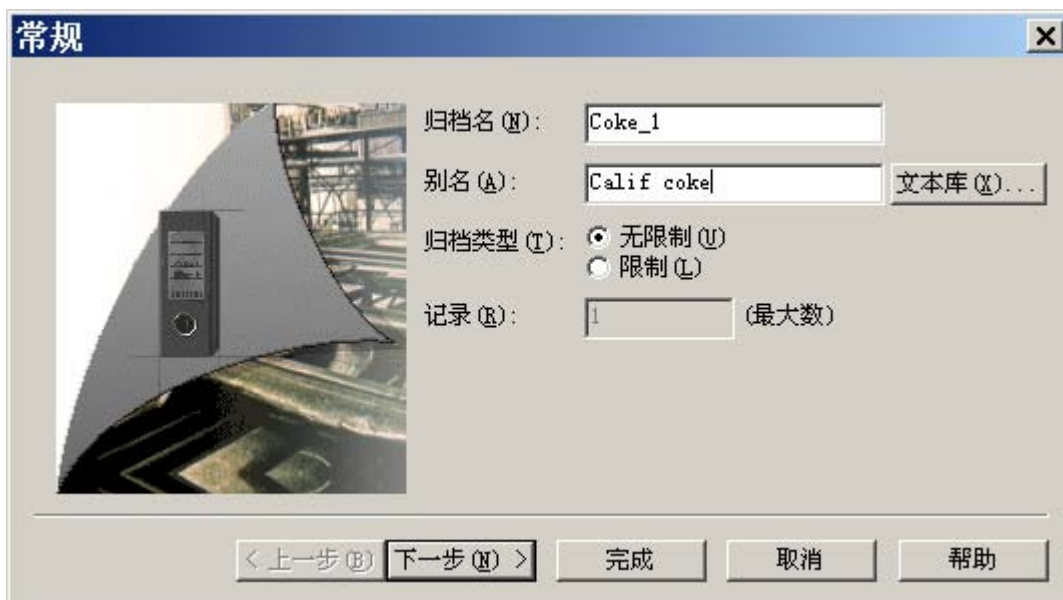 常规
归档名(N): Coke_1
别名(A): Calif coke 文本库(X)...
归档类型(T): 无限制(U)
限制(L)
记录(R): 1 (最大数)
< 上一步(B) 下一步(N) > 完成 取消 帮助